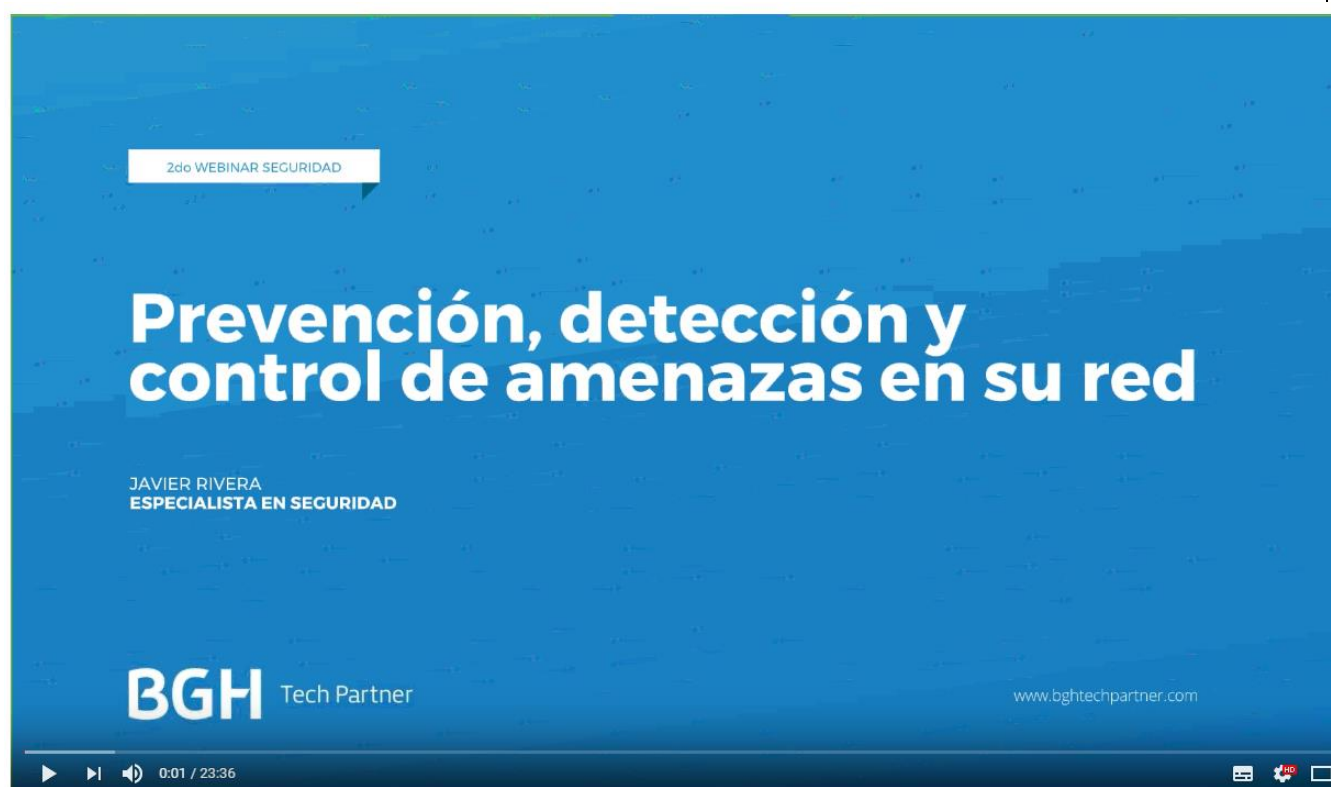 2do WEBINAR SEGURIDAD
Prevención, detección y
control de amenazas en su red
JAVIER RIVERA
ESPECIALISTA EN SEGURIDAD
BGH Tech Partner
www.bghtechpartner.com
0:01 / 23:36
HD